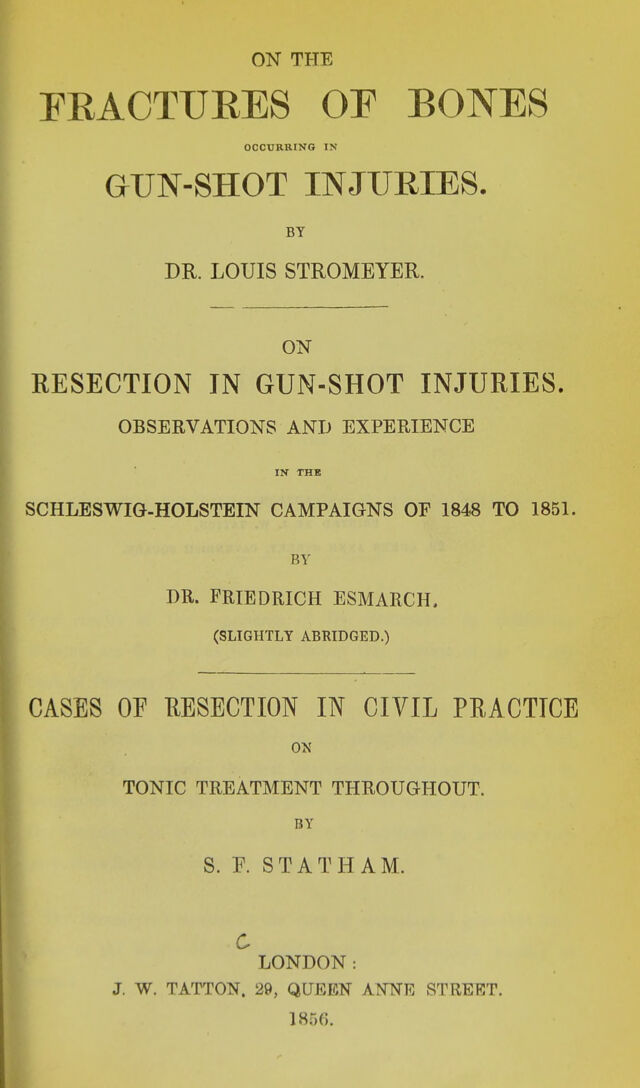 ON THE
FRACTURES OF BONES
OCCURRING IN
GUN-SHOT INJURIES.
BY
DR. LOUIS STROMEYER.
ON
RESECTION IN GUN-SHOT INJURIES.
OBSERVATIONS AND EXPERIENCE
IN THE
SCHLESWIG-HOLSTEIN CAMPAIGNS OF 1848 TO 1851.
BY
DR. FRIEDRICH ESMARCH.
(SLIGHTLY ABRIDGED.)
CASES OF RESECTION IN CIVIL PRACTICE
ON
TONIC TREATMENT THROUGHOUT.
BY
S. F. STATHAM.
C
LONDON:
J. W. TATTON, 29, QUEEN ANNE STREET.
1856.